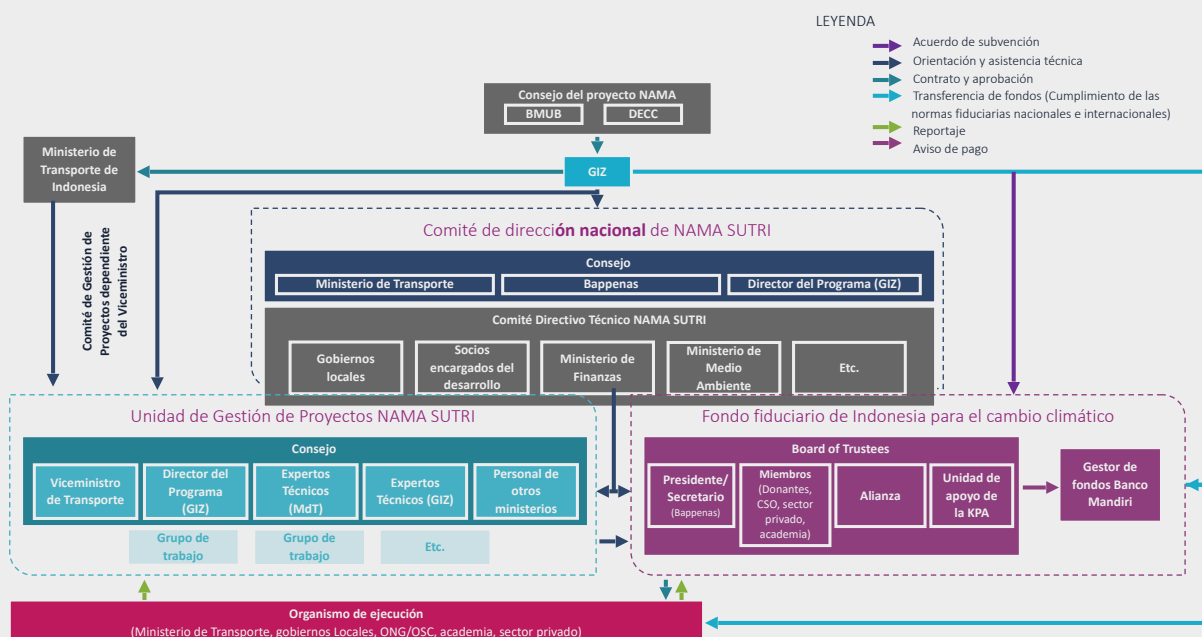 LEYENDA
Acuerdo de subvención
Orientación y asistencia técnica
Contrato y aprobación
Transferencia de fondos (Cumplimiento de las
normas fiduciarias nacionales e internacionales)
Reportaje
Aviso de pago
Consejo del proyecto NAMA
BMUB
DECC
Ministerio de
Transporte de
Indonesia
GIZ
Comité de Gestión de
Proyectos dependiente
del Viceministro
Comité de dirección nacional de NAMA SUTRI
Consejo
Ministerio de Transporte
Bappenas
Director del Programa (GIZ)
Comité Directivo Técnico NAMA SUTRI
Gobiernos
locales
Socios
encargados del
desarrollo
Ministerio de
Finanzas
Ministerio de
Medio
Ambiente
Etc.
Unidad de Gestión de Proyectos NAMA SUTRI
Consejo
Viceministro
de Transporte
Director del
Programa
(GIZ)
Expertos
Técnicos
(MdT)
Expertos
Técnicos (GIZ)
Personal de
otros
ministerios
Grupo de
trabajo
Grupo de
trabajo
Etc.
Fondo fiduciario de Indonesia para el cambio climático
Board of Trustees
Presidente/
Secretario
(Bappenas)
Miembros
(Donantes,
CSO, sector
privado,
academia)
Alianza
Unidad de
apoyo de
la KPA
Gestor de
fondos Banco
Mandiri
Organismo de ejecución
(Ministerio de Transporte, gobiernos Locales, ONG/OSC, academia, sector privado)